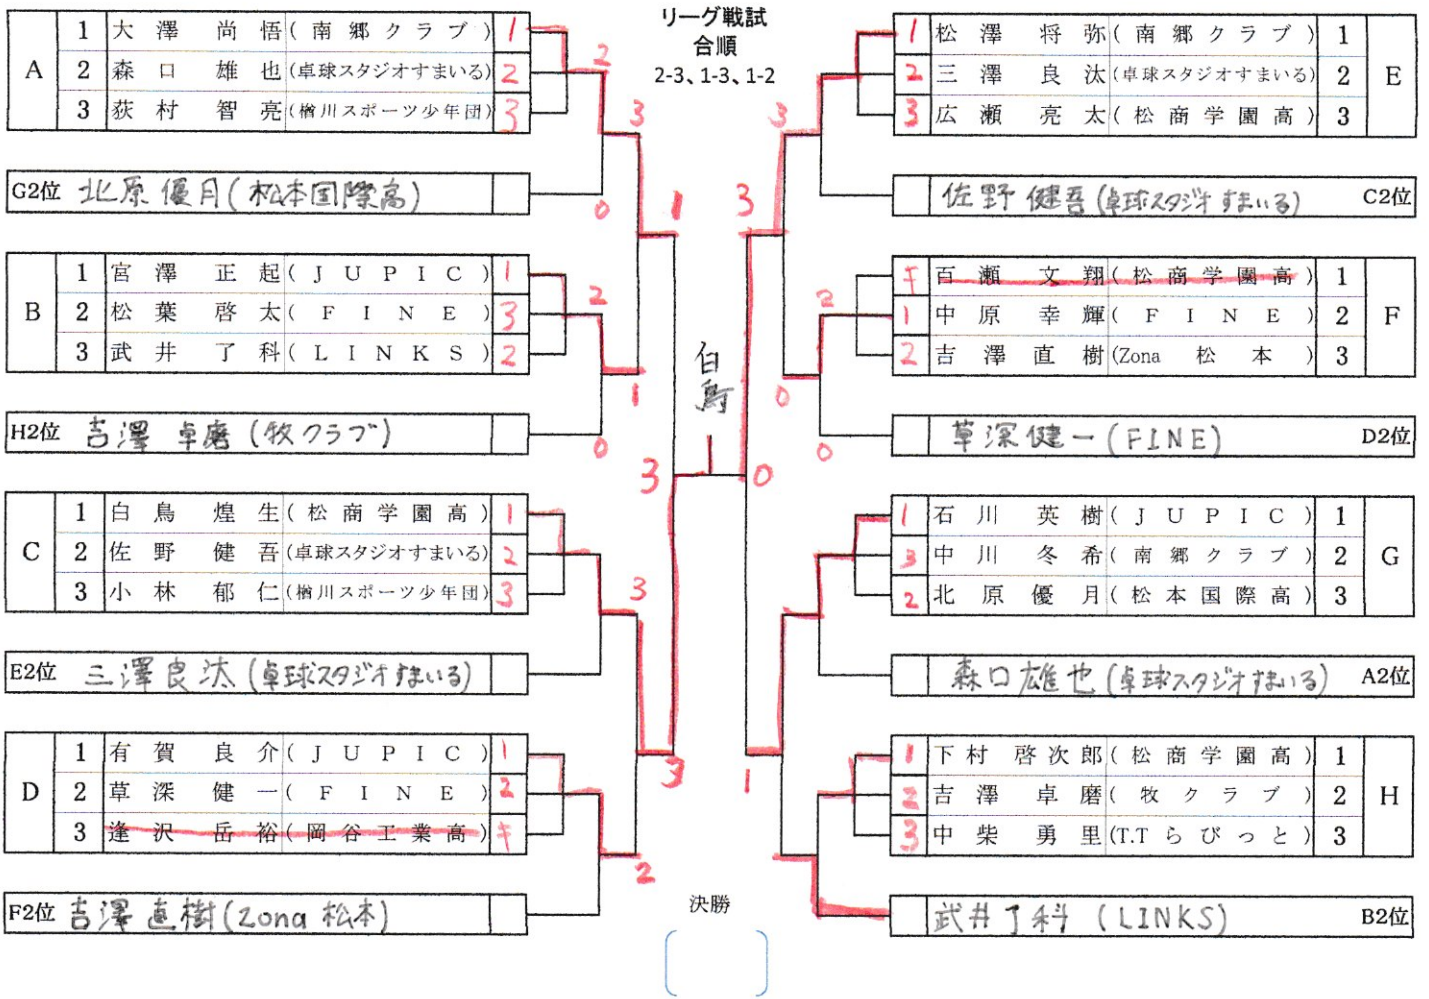 リーグ戦試
合順
2-3、1-3、1-2
A
1 大澤 尚悟 (南郷クラブ) 1
2 森口 雄也 (卓球スタジオすまいる) 2
3 荻村 智亮 (楢川スポーツ少年団) 3
G2位 北原優月(松本国際高)
B
1 宮澤 正起 (JUPIC) 1
2 松葉 啓太 (FINE) 3
3 武井 了科 (LINKS) 2
H2位 吉澤卓磨(牧クラブ)
C
1 白鳥 煌生 (松商学園高) 1
2 佐野 健吾 (卓球スタジオすまいる) 2
3 小林 郁仁 (楢川スポーツ少年団) 3
E2位 三澤良汰(卓球スタジオすまいる)
D
1 有賀 良介 (JUPIC) 1
2 草深 健一 (FINE) 2
3 逢沢 岳裕 (岡谷工業高) キ
F2位 吉澤直樹(Zona松本)
2
3
0
1
2
1
0
3
3
3
2
白鳥
3
3
0
2
0
0
1
決勝
1 松澤 将弥 (南郷クラブ) 1
2 三澤 良汰 (卓球スタジオすまいる) 2
3 広瀬 亮太 (松商学園高) 3
E
佐野健吾(卓球スタジオすまいる) C2位
キ 百瀬 文翔 (松商学園高) 1
1 中原 幸輝 (FINE) 2
2 吉澤 直樹 (Zona 松本) 3
F
草深健一(FINE) D2位
1 石川 英樹 (JUPIC) 1
3 中川 冬希 (南郷クラブ) 2
2 北原 優月 (松本国際高) 3
G
森口雄也(卓球スタジオすまいる) A2位
1 下村 啓次郎 (松商学園高) 1
2 吉澤 卓磨 (牧クラブ) 2
3 中柴 勇里 (T.Tらびっと) 3
H
武井了科(LINKS) B2位